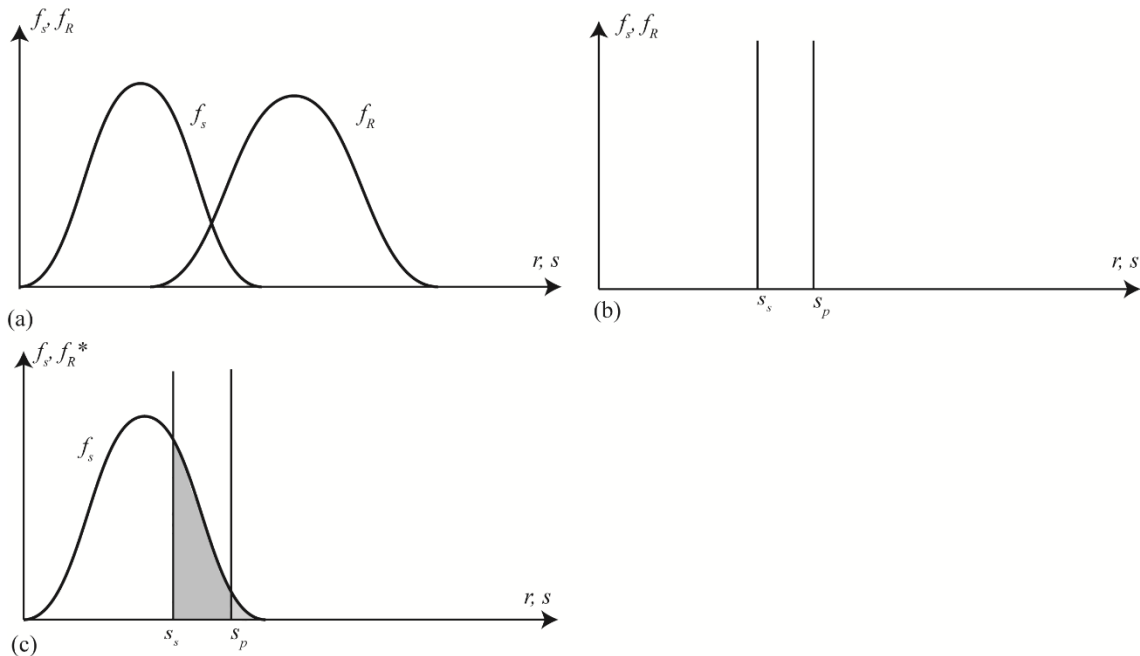 f_s, f_R
f_s
f_R
r, s
(a)
f_s, f_R
r, s
s_s
s_p
(b)
f_s, f_R*
f_s
r, s
s_s
s_p
(c)